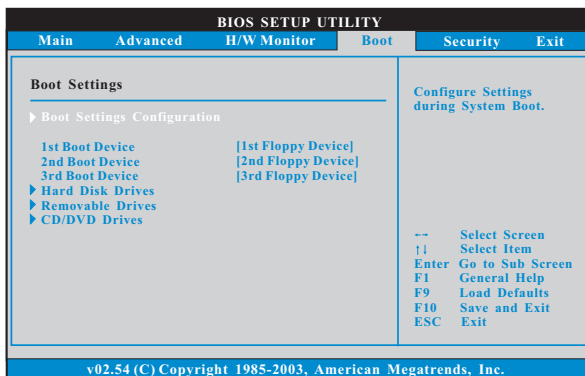 BIOS SETUP UTILITY
Main Advanced H/W Monitor Boot Security Exit
Boot Settings
Boot Settings Configuration
1st Boot Device [1st Floppy Device]
2nd Boot Device [2nd Floppy Device]
3rd Boot Device [3rd Floppy Device]
Hard Disk Drives
Removable Drives
CD/DVD Drives
Configure Settings
during System Boot.
←→ Select Screen
↑↓ Select Item
Enter Go to Sub Screen
F1 General Help
F9 Load Defaults
F10 Save and Exit
ESC Exit
v02.54 (C) Copyright 1985-2003, American Megatrends, Inc.